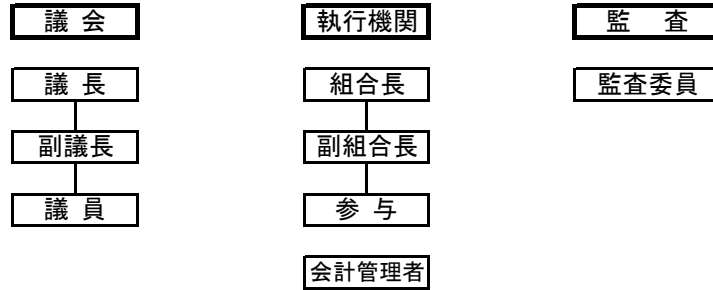 議 会 執行機関 監 査
議 長 組合長 監査委員
副議長 副組合長
議 員 参 与
会計管理者